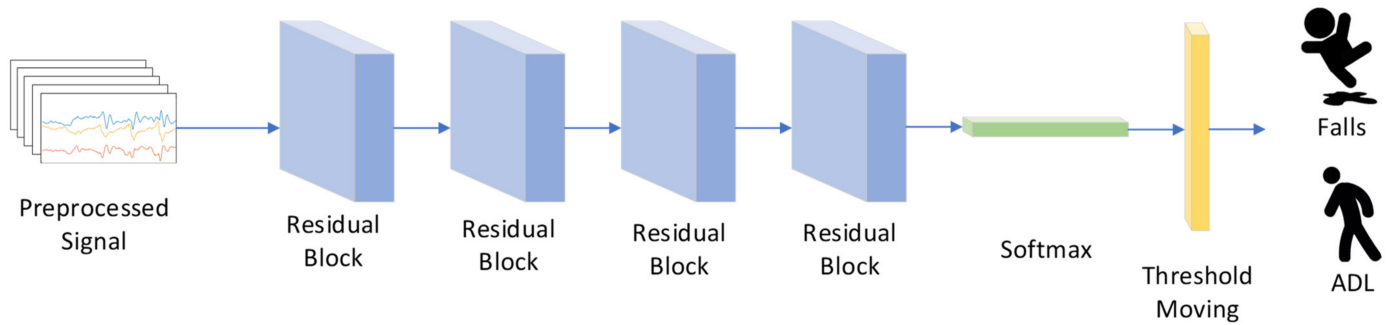 Preprocessed
Signal
Residual
Block
Residual
Block
Residual
Block
Residual
Block
Softmax
Threshold
Moving
Falls
ADL